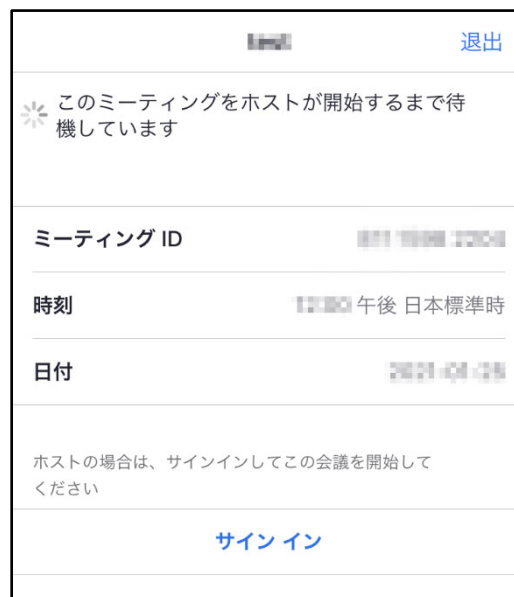 退出
このミーティングをホストが開始するまで待
機しています
ミーティング ID
時刻 午後 日本標準時
日付
ホストの場合は、サインインしてこの会議を開始して
ください
サイン イン